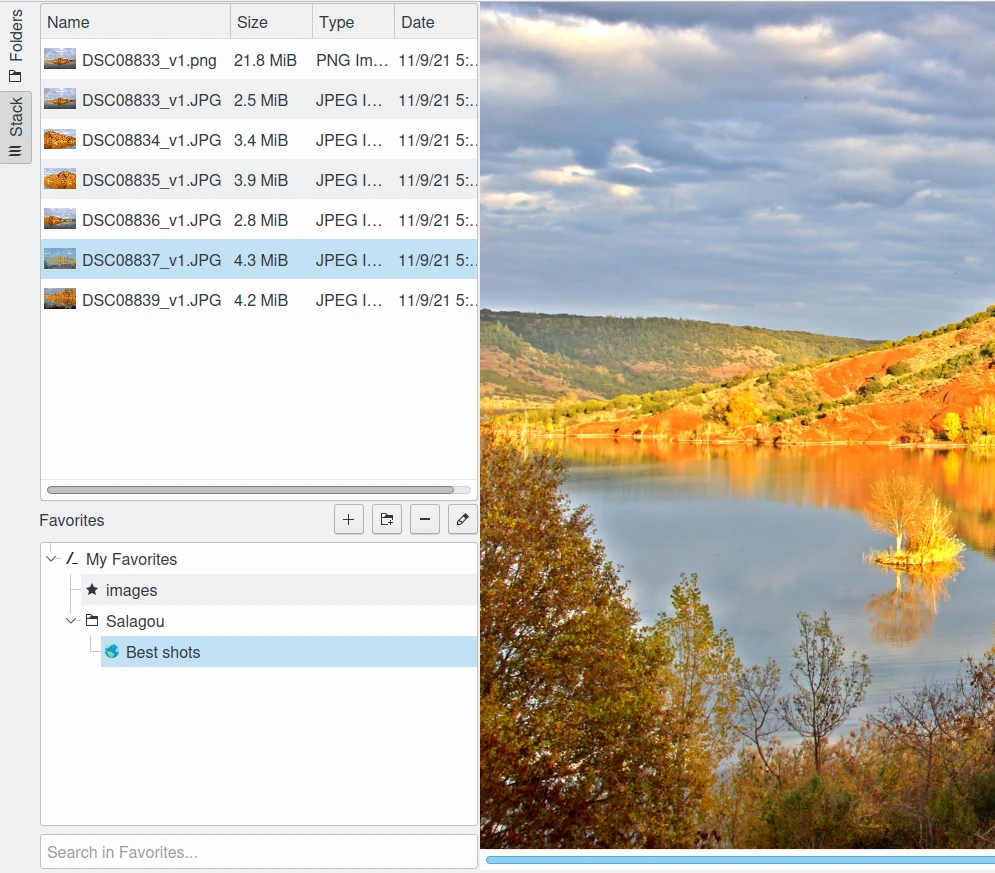 Folders
Stack
Name Size Type Date
DSC08833_v1.png 21.8 MiB PNG Im... 11/9/21 5:..
DSC08833_v1.JPG 2.5 MiB JPEG I... 11/9/21 5:..
DSC08834_v1.JPG 3.4 MiB JPEG I... 11/9/21 5:..
DSC08835_v1.JPG 3.9 MiB JPEG I... 11/9/21 5:..
DSC08836_v1.JPG 2.8 MiB JPEG I... 11/9/21 5:..
DSC08837_v1.JPG 4.3 MiB JPEG I... 11/9/21 5:..
DSC08839_v1.JPG 4.2 MiB JPEG I... 11/9/21 5:..
Favorites
My Favorites
images
Salagou
Best shots
Search in Favorites...